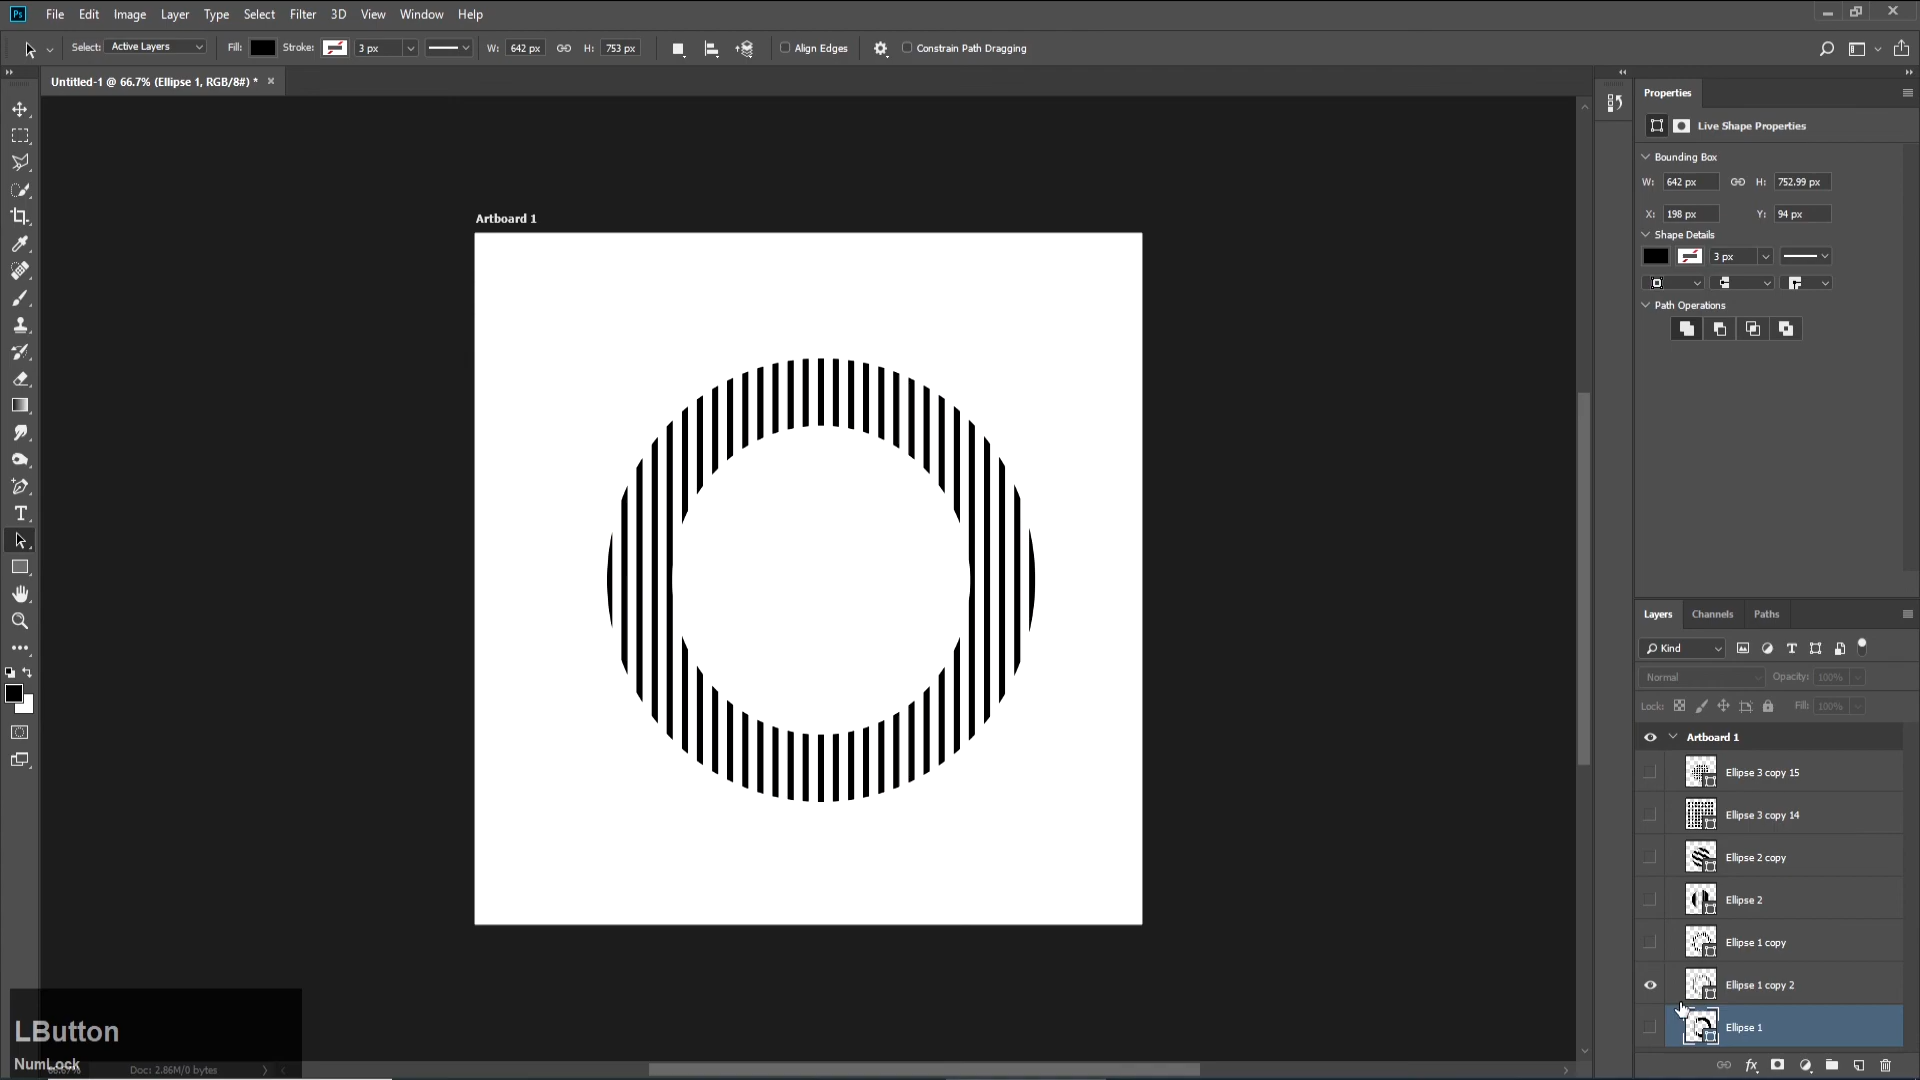 Ps File Edit Image Layer Type Select Filter 3D View Window Help
Select: Active Layers Fill: Stroke: 3 px W: 642 px H: 753 px Align Edges Constrain Path Dragging
Untitled-1 @ 66.7% (Ellipse 1, RGB/8#) *
Properties
Live Shape Properties
Bounding Box
W: 642 px H: 752.99 px
X: 198 px Y: 94 px
Shape Details
3 px
Path Operations
Artboard 1
Layers Channels Paths
Kind
Normal Opacity: 100%
Lock: Fill: 100%
Artboard 1
Ellipse 3 copy 15
Ellipse 3 copy 14
Ellipse 2 copy
Ellipse 2
Ellipse 1 copy
Ellipse 1 copy 2
Ellipse 1
LButton
NumLock
Doc: 2.86M/0 bytes